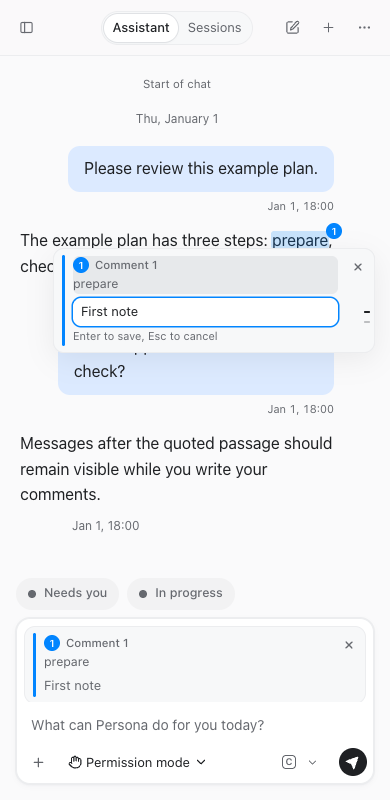 Assistant
Sessions
Start of chat
Thu, January 1
Please review this example plan.
Jan 1, 18:00
The example plan has three steps: prepare,
1
chec
1 Comment 1
prepare
First note
Enter to save, Esc to cancel
check?
Jan 1, 18:00
Messages after the quoted passage should
remain visible while you write your
comments.
Jan 1, 18:00
Needs you
In progress
1 Comment 1
prepare
First note
What can Persona do for you today?
Permission mode
C